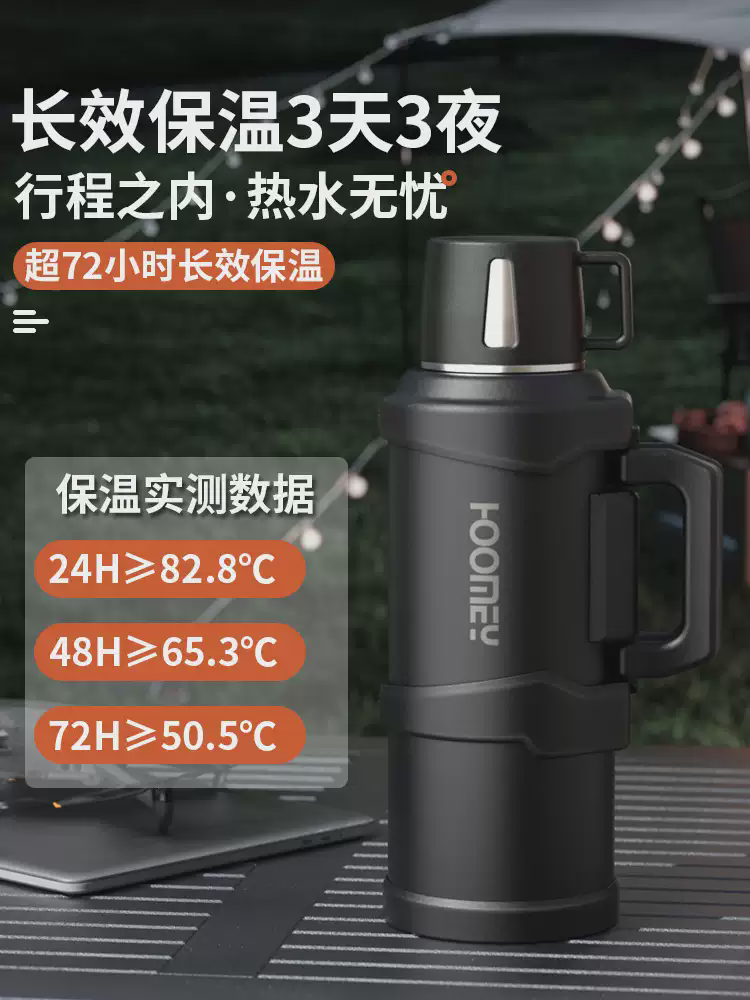 长效保温3天3夜
行程之内·热水无忧
超72小时长效保温
保温实测数据
24H≥82.8℃
48H≥65.3℃
72H≥50.5℃
HOOMEY